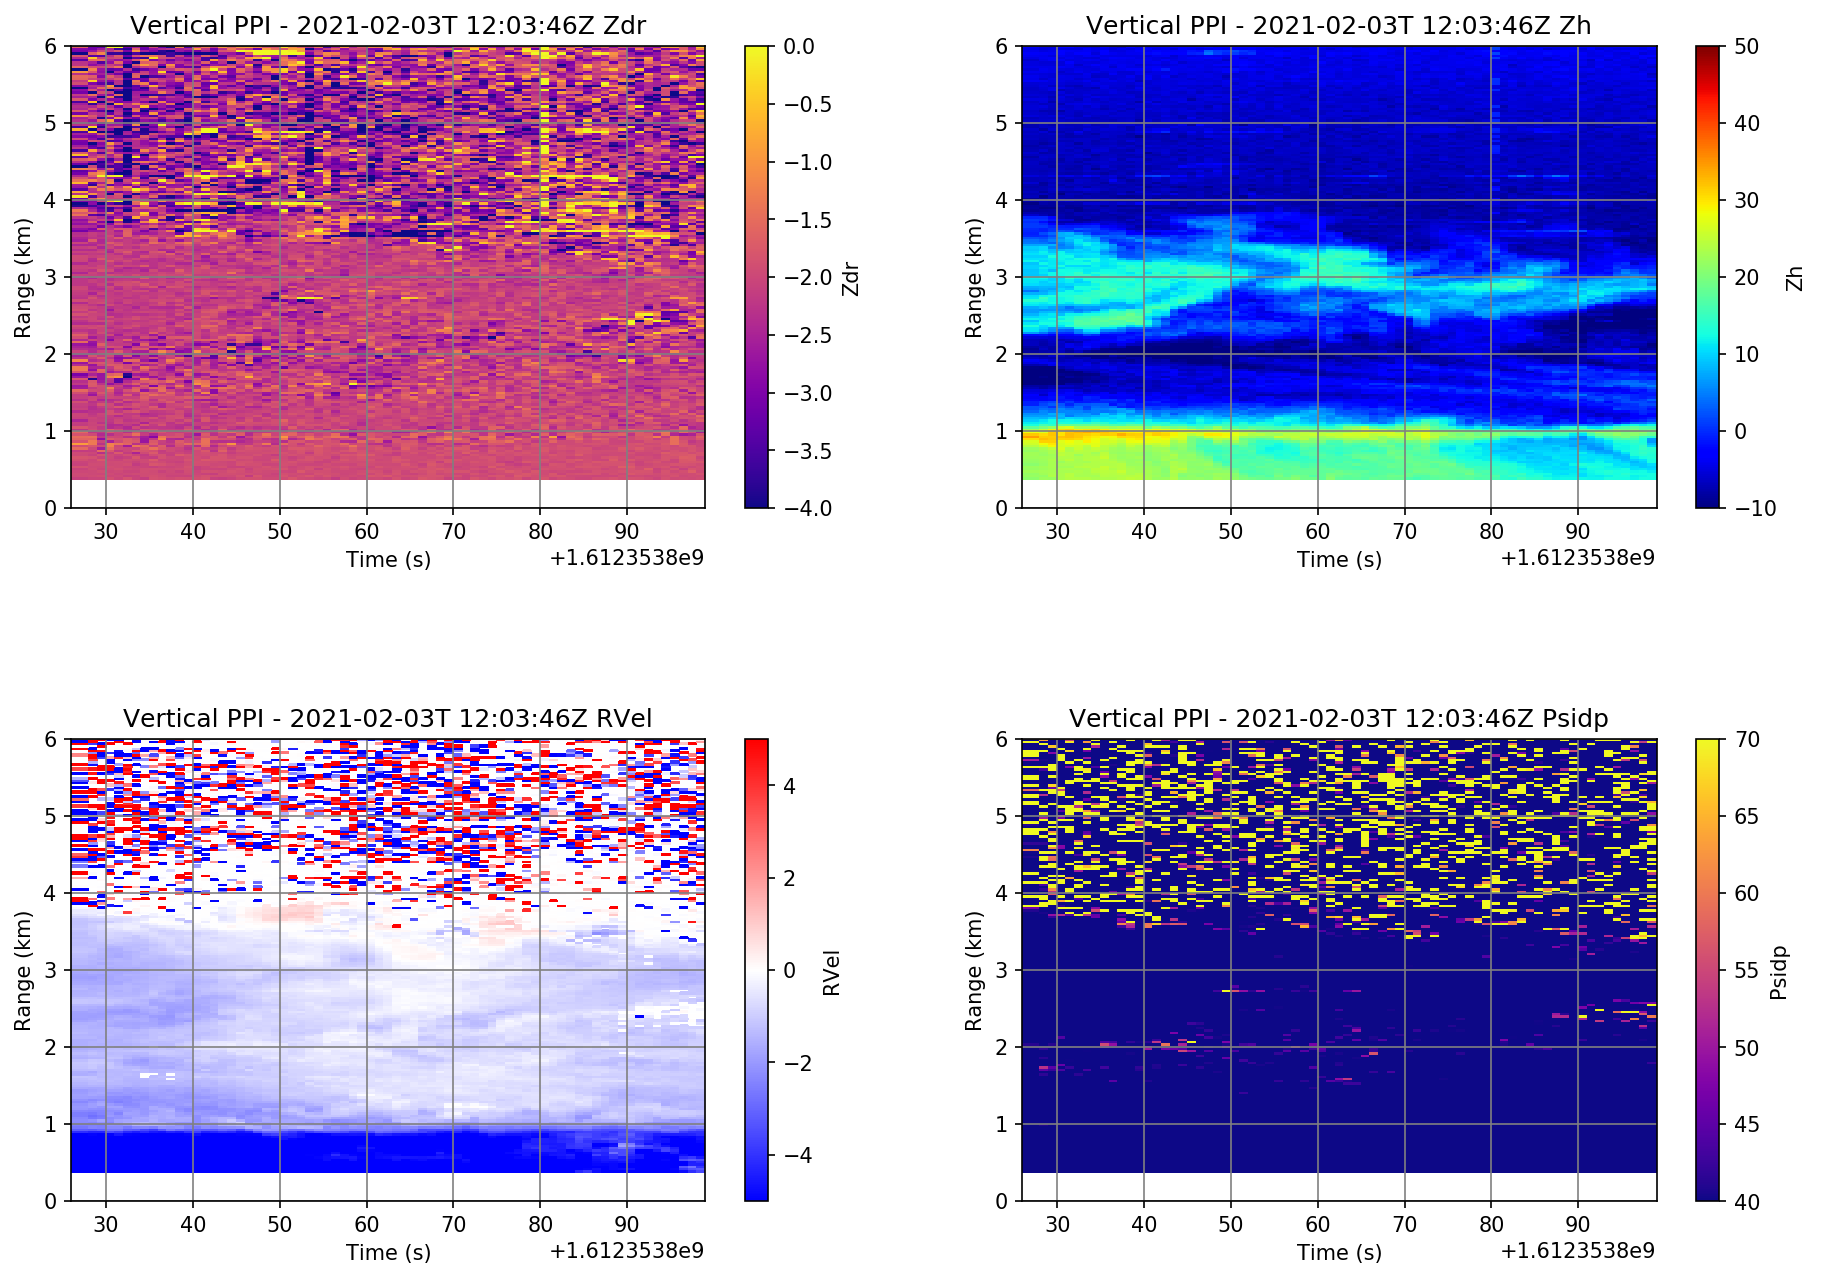 Vertical PPI - 2021-02-03T 12:03:46Z Zdr
6
5
4
3
2
1
0
Range (km)
30 40 50 60 70 80 90
Time (s)
+1.6123538e9
0.0
−0.5
−1.0
−1.5
−2.0
−2.5
−3.0
−3.5
−4.0
Zdr
Vertical PPI - 2021-02-03T 12:03:46Z Zh
6
5
4
3
2
1
0
Range (km)
30 40 50 60 70 80 90
Time (s)
+1.6123538e9
50
40
30
20
10
0
−10
Zh
Vertical PPI - 2021-02-03T 12:03:46Z RVel
6
5
4
3
2
1
0
Range (km)
30 40 50 60 70 80 90
Time (s)
+1.6123538e9
4
2
0
−2
−4
RVel
Vertical PPI - 2021-02-03T 12:03:46Z Psidp
6
5
4
3
2
1
0
Range (km)
30 40 50 60 70 80 90
Time (s)
+1.6123538e9
70
65
60
55
50
45
40
Psidp